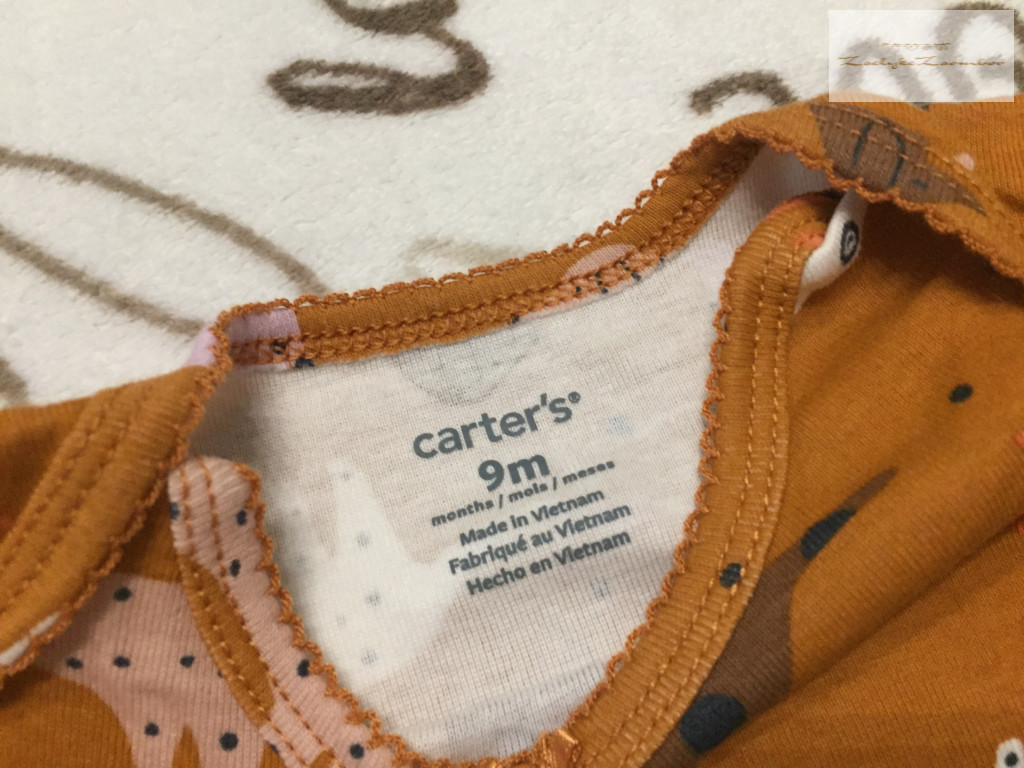 carter's®
9m
months / mois / meses
Made in Vietnam
Fabriqué au Vietnam
Hecho en Vietnam